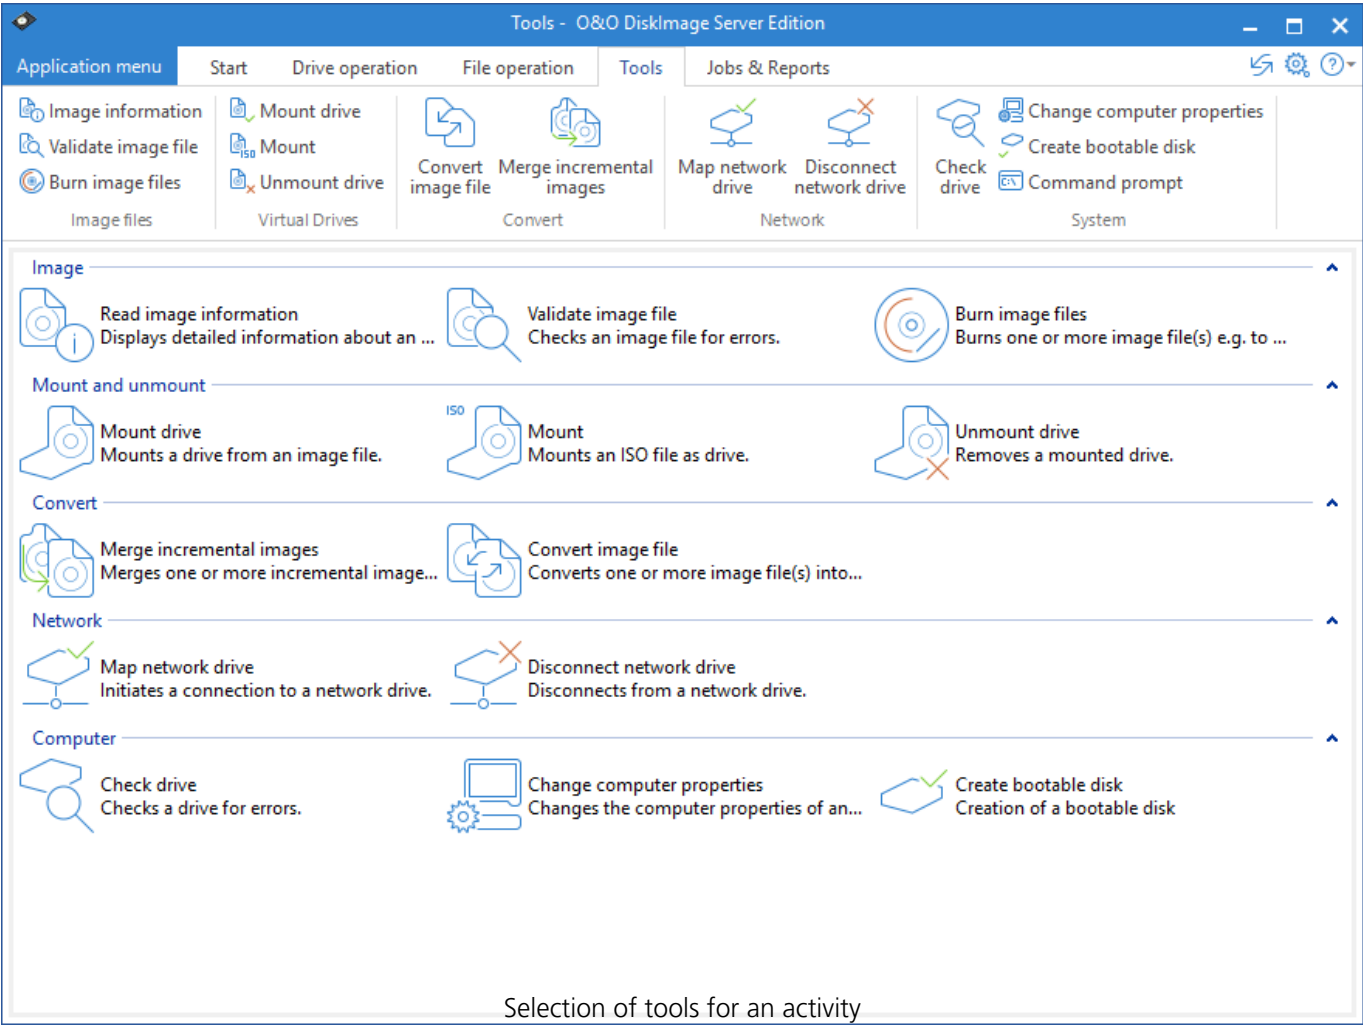 Tools - O&O DiskImage Server Edition
Application menu Start Drive operation File operation Tools Jobs & Reports
Image information
Validate image file
Burn image files
Image files
Mount drive
ISO Mount
Unmount drive
Virtual Drives
Convert
image file
Merge incremental
images
Convert
Map network
drive
Disconnect
network drive
Network
Check
drive
Change computer properties
Create bootable disk
C:\ Command prompt
System
Image
Read image information
Displays detailed information about an ...
Validate image file
Checks an image file for errors.
Burn image files
Burns one or more image file(s) e.g. to ...
Mount and unmount
Mount drive
Mounts a drive from an image file.
ISO
Mount
Mounts an ISO file as drive.
Unmount drive
Removes a mounted drive.
Convert
Merge incremental images
Merges one or more incremental image...
Convert image file
Converts one or more image file(s) into...
Network
Map network drive
Initiates a connection to a network drive.
Disconnect network drive
Disconnects from a network drive.
Computer
Check drive
Checks a drive for errors.
Change computer properties
Changes the computer properties of an...
Create bootable disk
Creation of a bootable disk
Selection of tools for an activity